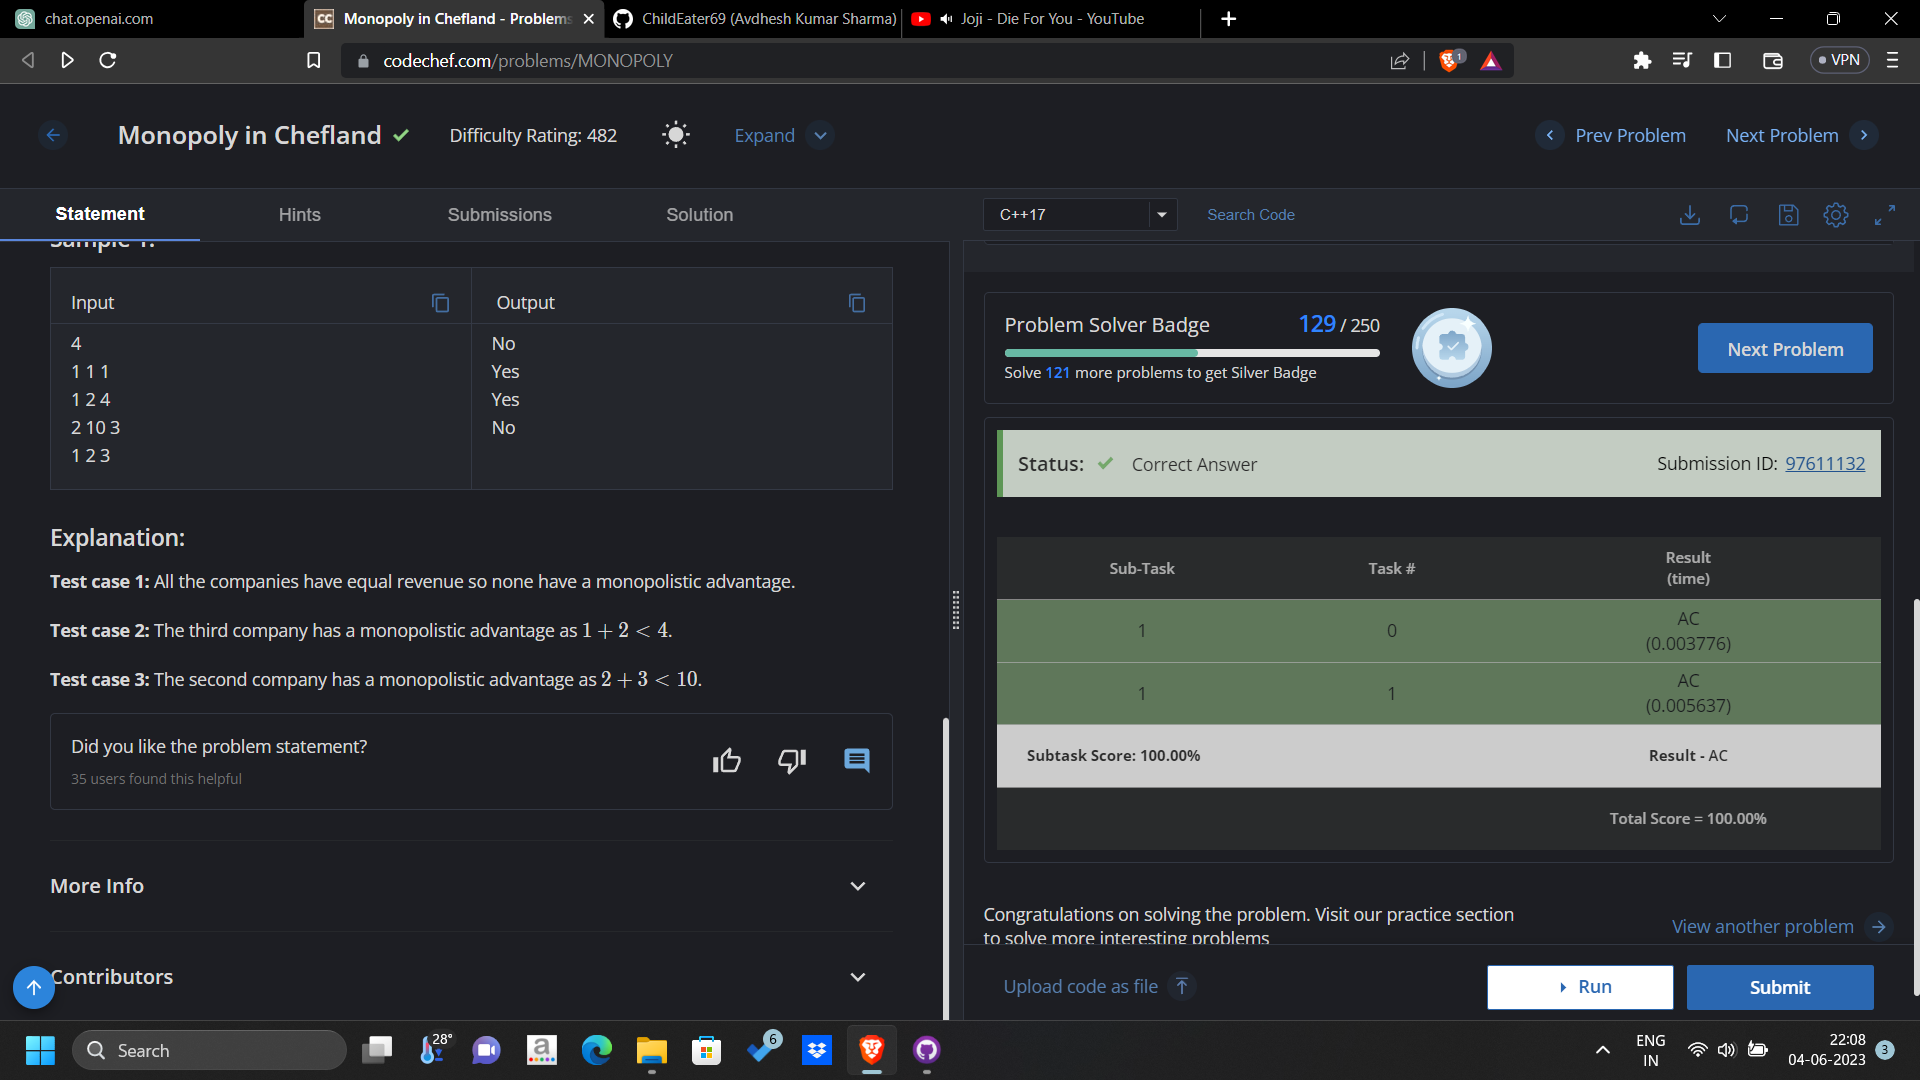 chat.openai.com
Monopoly in Chefland - Problems
ChildEater69 (Avdhesh Kumar Sharma)
Joji - Die For You - YouTube
codechef.com/problems/MONOPOLY
1
VPN
Monopoly in Chefland
Difficulty Rating: 482
Expand
Prev Problem
Next Problem
Statement
Hints
Submissions
Solution
C++17
Search Code
Sample 1:
Input
Output
4
1 1 1
1 2 4
2 10 3
1 2 3
No
Yes
Yes
No
Explanation:
Test case 1: All the companies have equal revenue so none have a monopolistic advantage.
Test case 2: The third company has a monopolistic advantage as 1 + 2 < 4.
Test case 3: The second company has a monopolistic advantage as 2 + 3 < 10.
Did you like the problem statement?
35 users found this helpful
More Info
Contributors
Problem Solver Badge
129 / 250
Solve 121 more problems to get Silver Badge
Next Problem
Status: Correct Answer
Submission ID: 97611132
Sub-Task
Task #
Result
(time)
1
0
AC
(0.003776)
1
1
AC
(0.005637)
Subtask Score: 100.00%
Result - AC
Total Score = 100.00%
Congratulations on solving the problem. Visit our practice section
to solve more interesting problems
View another problem
Upload code as file
Run
Submit
Search
28°
a
6
ENG
IN
22:08
04-06-2023
3